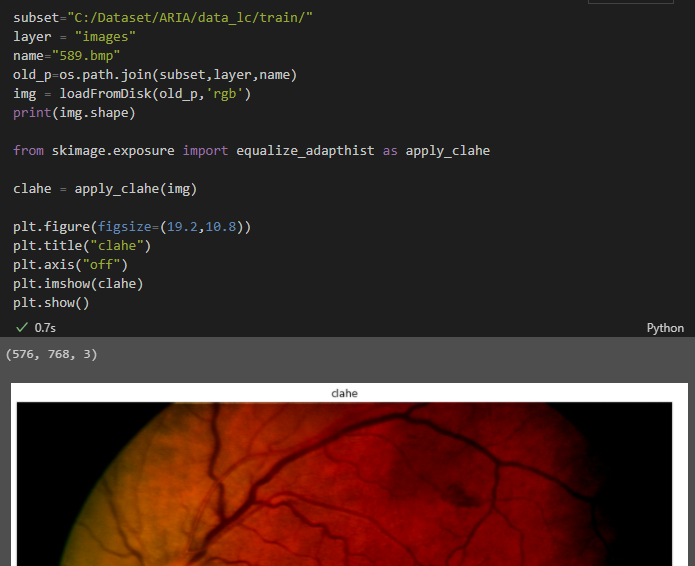 subset="C:/Dataset/ARIA/data_lc/train/"
layer = "images"
name="589.bmp"
old_p=os.path.join(subset,layer,name)
img = loadFromDisk(old_p,'rgb')
print(img.shape)
from skimage.exposure import equalize_adapthist as apply_clahe
clahe = apply_clahe(img)
plt.figure(figsize=(19.2,10.8))
plt.title("clahe")
plt.axis("off")
plt.imshow(clahe)
plt.show()
0.7s
Python
(576, 768, 3)
clahe